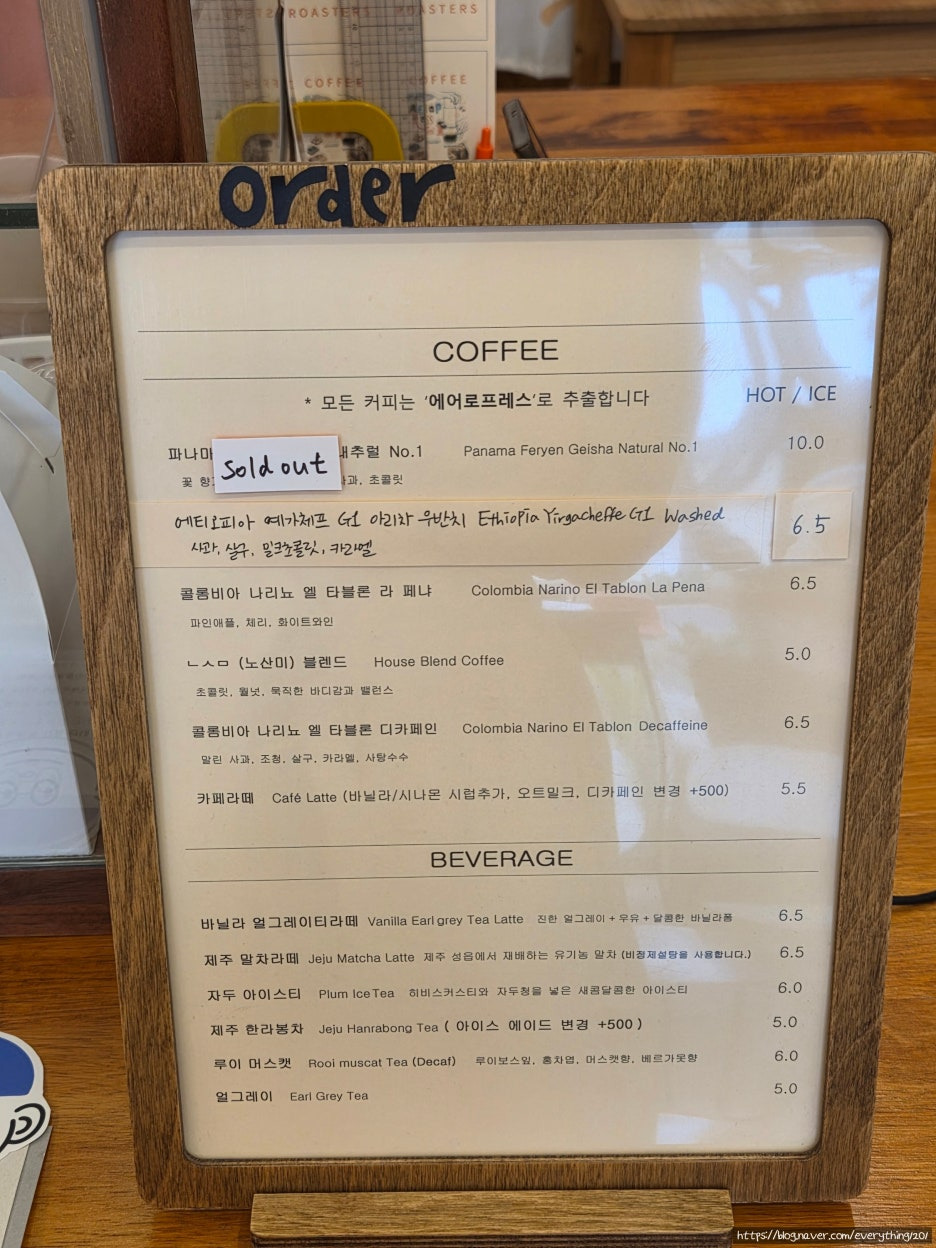 ROASTERS
ROASTERS
COFFEE
COFFEE
order
COFFEE
* 모든 커피는 '에어로프레스'로 추출합니다 HOT / ICE
파나마 내추럴 No.1 Panama Feryen Geisha Natural No.1 10.0
sold out
꽃 향 사과, 초콜릿
에티오피아 예가체프 G1 아리차 우반치 Ethiopia Yirgacheffe G1 Washed 6.5
사과, 살구, 밀크초콜릿, 카라멜
콜롬비아 나리뇨 엘 타블론 라 페냐 Colombia Narino El Tablon La Pena 6.5
파인애플, 체리, 화이트와인
ㄴㅅㅁ (노산미) 블렌드 House Blend Coffee 5.0
초콜릿, 월넛, 묵직한 바디감과 밸런스
콜롬비아 나리뇨 엘 타블론 디카페인 Colombia Narino El Tablon Decaffeine 6.5
말린 사과, 조청, 살구, 카라멜, 사탕수수
카페라떼 Café Latte (바닐라/시나몬 시럽추가, 오트밀크, 디카페인 변경 +500) 5.5
BEVERAGE
바닐라 얼그레이티라떼 Vanilla Earl grey Tea Latte 진한 얼그레이 + 우유 + 달콤한 바닐라폼 6.5
제주 말차라떼 Jeju Matcha Latte 제주 성읍에서 재배하는 유기농 말차 (비정제설탕을 사용합니다.) 6.5
자두 아이스티 Plum Ice Tea 히비스커스티와 자두청을 넣은 새콤달콤한 아이스티 6.0
제주 한라봉차 Jeju Hanrabong Tea ( 아이스 에이드 변경 +500 ) 5.0
루이 머스캣 Rooi muscat Tea (Decaf) 루이보스잎, 홍차엽, 머스캣향, 베르가못향 6.0
얼그레이 Earl Grey Tea 5.0
https://blog.naver.com/everything/20/